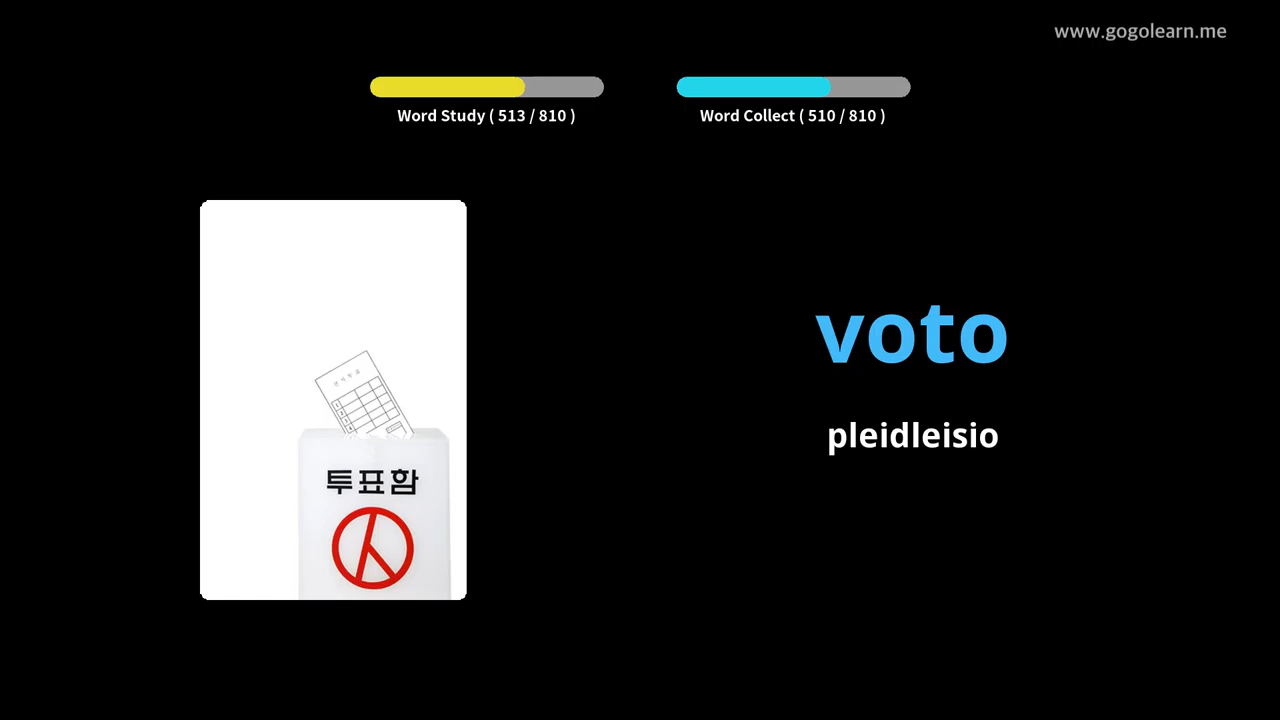 www.gogolearn.me
Word Study ( 513 / 810 )
Word Collect ( 510 / 810 )
voto
pleidleisio
투표함